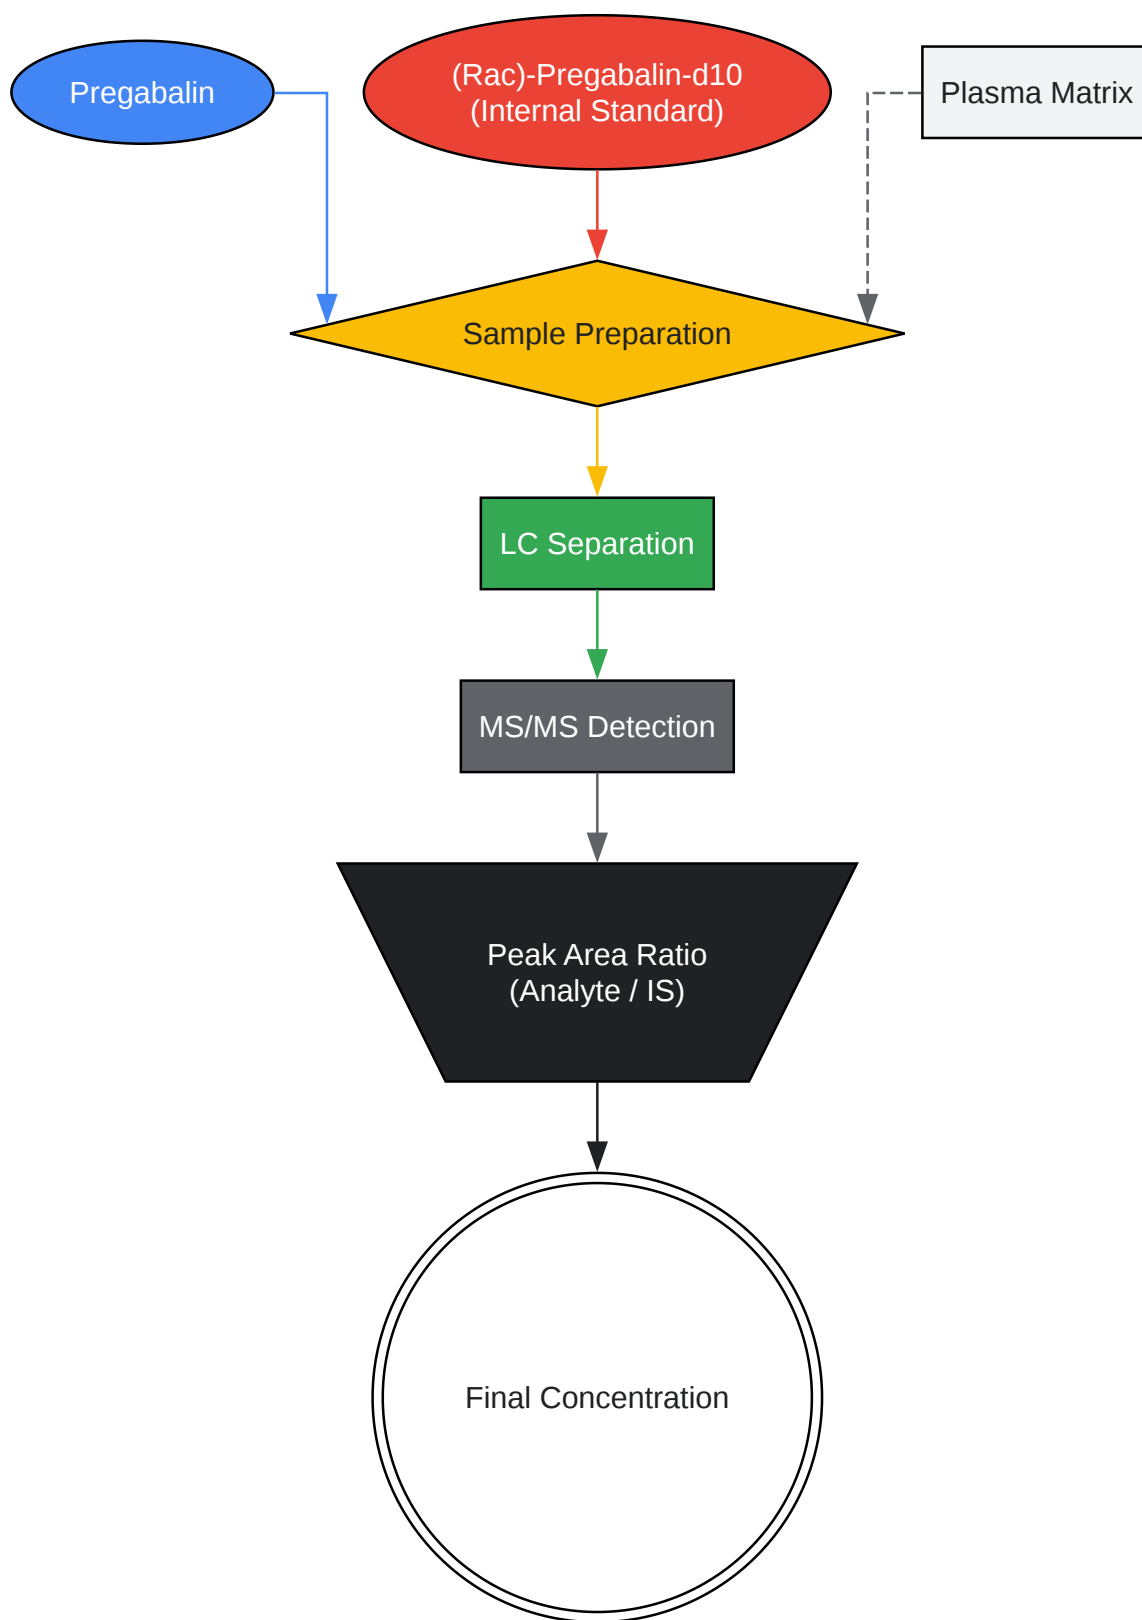 Pregabalin
(Rac)-Pregabalin-d10
(Internal Standard)
Plasma Matrix
Sample Preparation
LC Separation
MS/MS Detection
Peak Area Ratio
(Analyte / IS)
Final Concentration